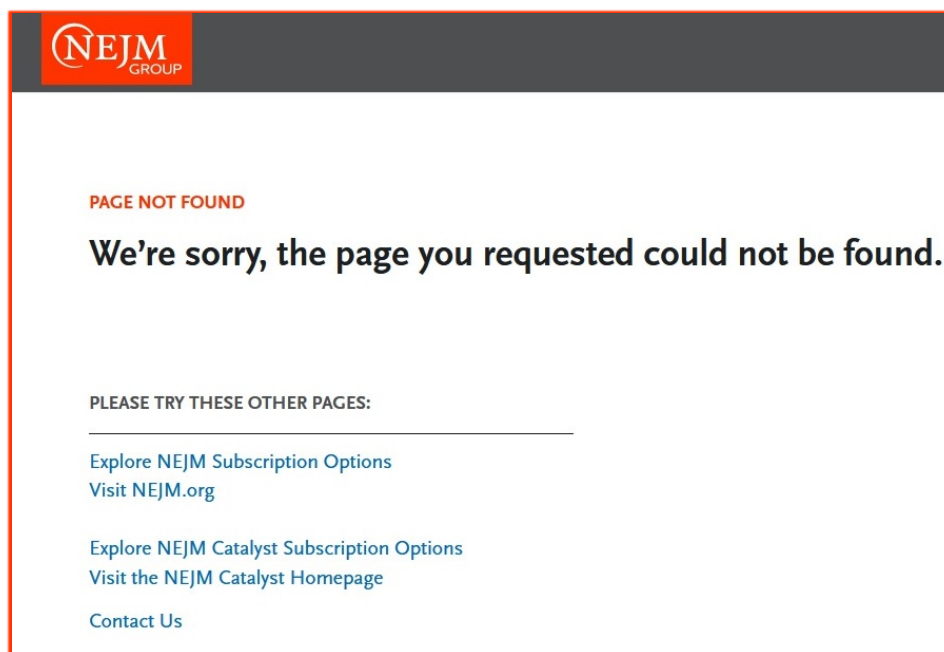 NEJM
GROUP
PAGE NOT FOUND
We’re sorry, the page you requested could not be found.
PLEASE TRY THESE OTHER PAGES:
Explore NEJM Subscription Options
Visit NEJM.org
Explore NEJM Catalyst Subscription Options
Visit the NEJM Catalyst Homepage
Contact Us